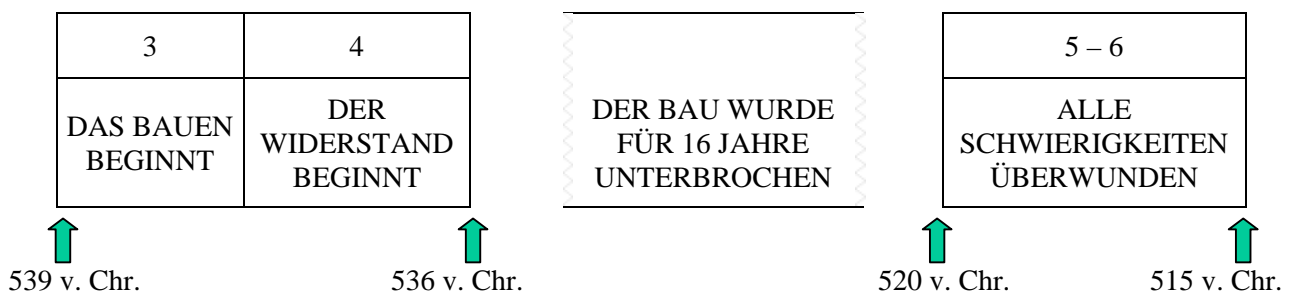 3
4
5 – 6
DAS BAUEN
BEGINNT
DER
WIDERSTAND
BEGINNT
DER BAU WURDE
FÜR 16 JAHRE
UNTERBROCHEN
ALLE
SCHWIERIGKEITEN
ÜBERWUNDEN
539 v. Chr.
536 v. Chr.
520 v. Chr.
515 v. Chr.